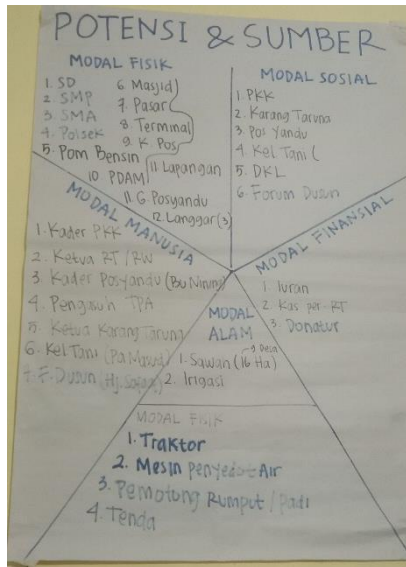 POTENSI & SUMBER
MODAL FISIK
1. SD
2. SMP
3. SMA
4. Polsek
5. Pom Bensin
6. Masjid
7. Pasar
8. Terminal
9. K Pos
10. PDAM
11 Lapangan
11 G. Posyandu
12 Langgar (3)
MODAL SOSIAL
1. PKK
2. Karang Taruna
3. Pos Yandu
4. Kel Tani (
5. DKL
6. Forum Dusun
MODAL MANUSIA
1. Kader PKK
2. Ketua RT / RW
3. Kader Posyandu (Bu Nining)
4. Pengasuh TPA
5. Ketua Karang Taruna
6. Kel Tani (Pa
F. Dusun (Hj.
MODAL FINANSIAL
1. Iuran
2. Kas per-RT
3. Donatur
MODAL ALAM
1. Sawan (16 Ha)
2. Irigasi
MODAL FISIK
1. Traktor
2. Mesin Penyedot Air
3. Pemotong Rumput / padi
4. Tenda